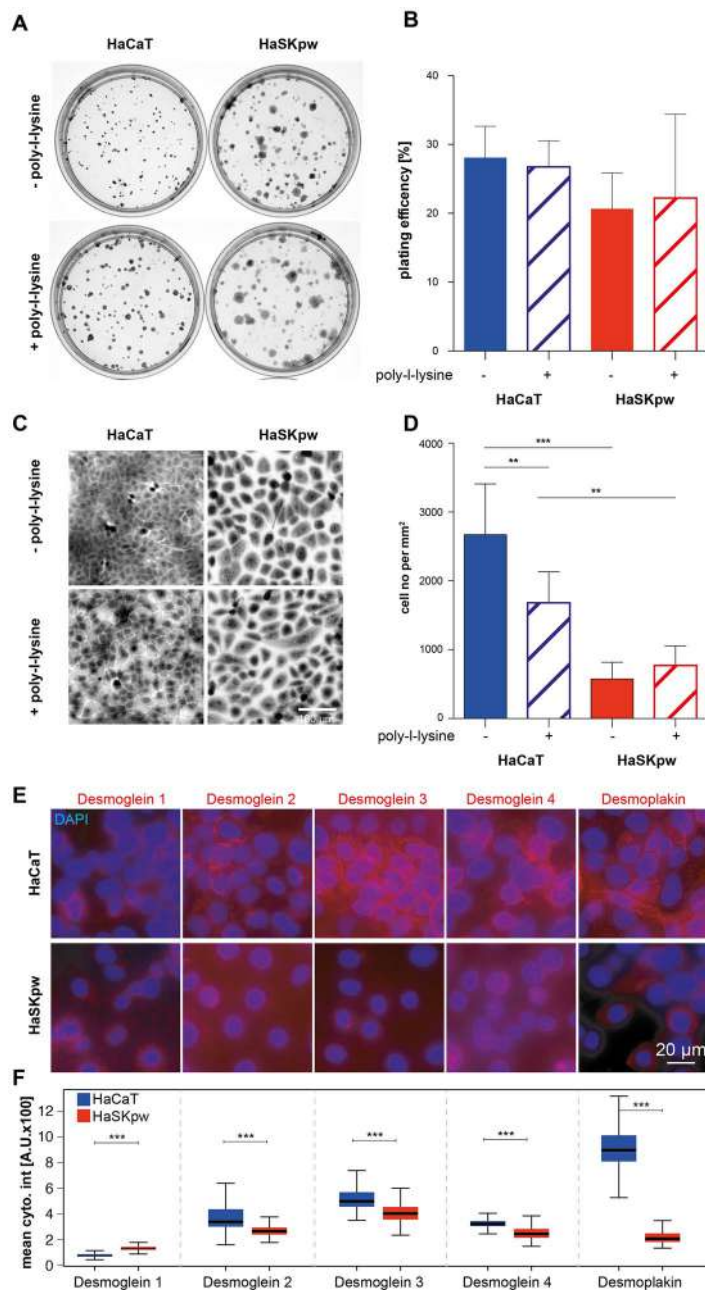 A
HaCaT HaSKpw
- poly-l-lysine
+ poly-l-lysine
B
plating efficency [%]
40
30
20
10
0
poly-l-lysine - + - +
HaCaT HaSKpw
C
HaCaT HaSKpw
- poly-l-lysine
+ poly-l-lysine
D
cell no per mm²
4000
3000
2000
1000
0
***
**
**
poly-l-lysine - + - +
HaCaT HaSKpw
E
Desmoglein 1 Desmoglein 2 Desmoglein 3 Desmoglein 4 Desmoplakin
DAPI
HaCaT
HaSKpw
20 µm
F
HaCaT
HaSKpw
mean cyto. int [A.U.x100]
12
10
8
6
4
2
0
*** *** *** *** ***
Desmoglein 1 Desmoglein 2 Desmoglein 3 Desmoglein 4 Desmoplakin